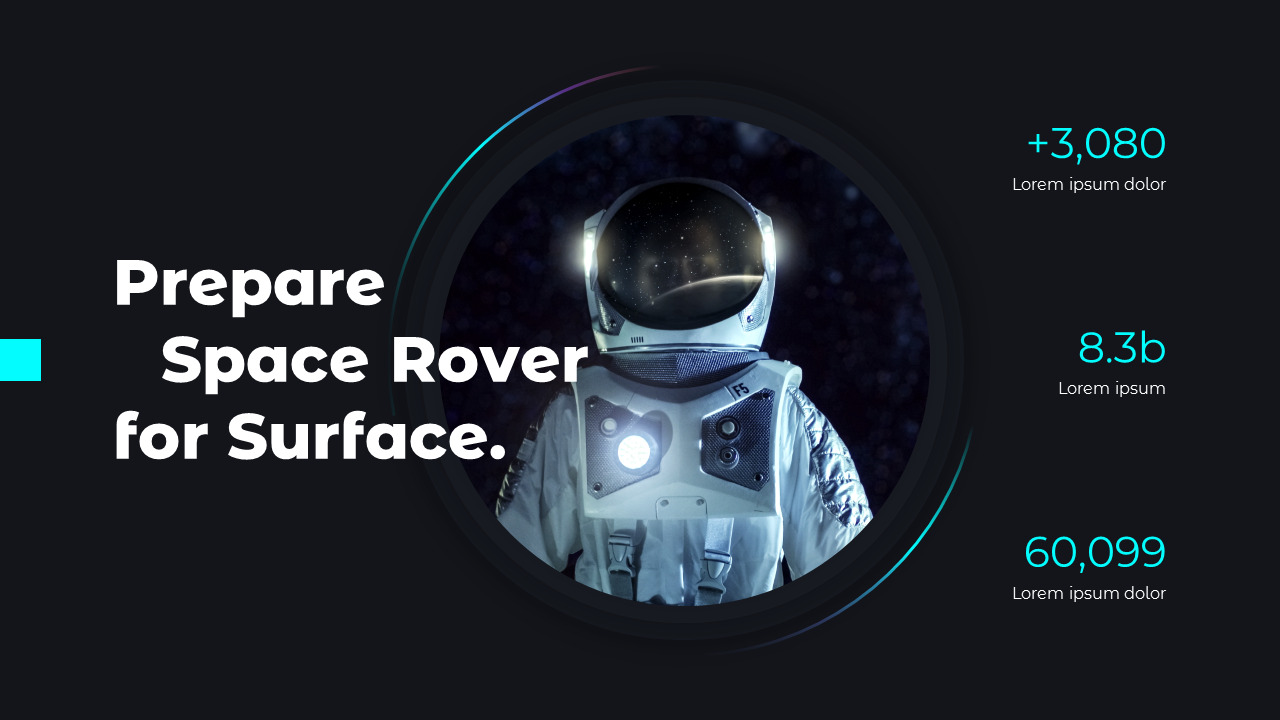 Prepare
Space Rover
for Surface.
+3,080
Lorem ipsum dolor
8.3b
Lorem ipsum
60,099
Lorem ipsum dolor
F5